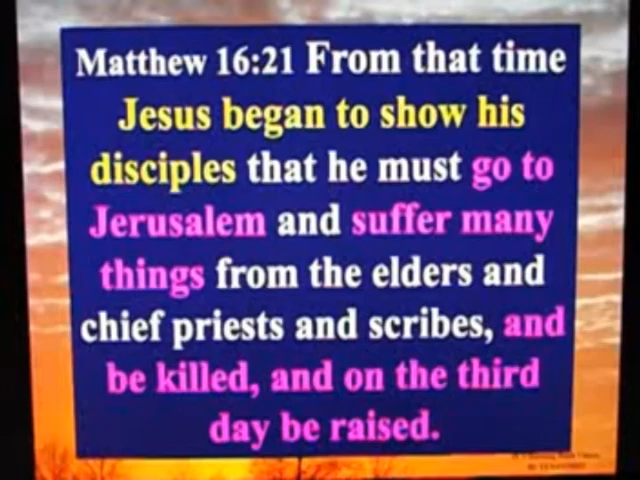 Matthew 16:21 From that time
Jesus began to show his
disciples that he must go to
Jerusalem and suffer many
things from the elders and
chief priests and scribes, and
be killed, and on the third
day be raised.